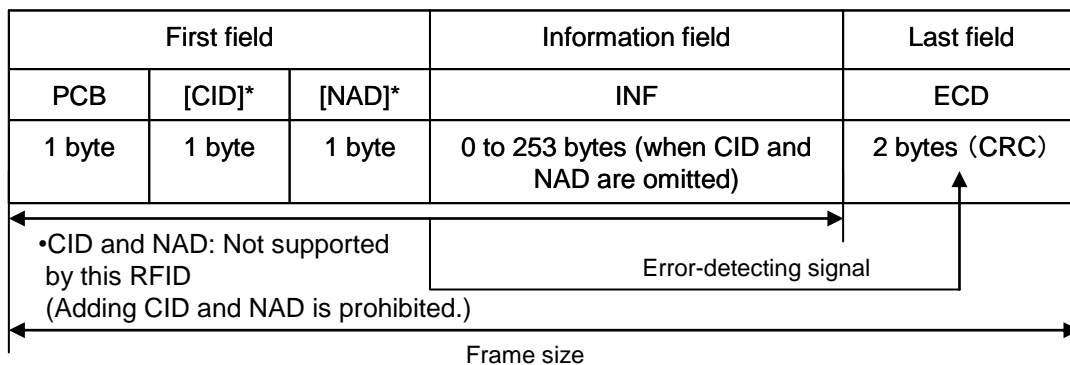 First field Information field Last field
PCB [CID]* [NAD]* INF ECD
1 byte 1 byte 1 byte 0 to 253 bytes (when CID and 2 bytes（CRC）
NAD are omitted)
•CID and NAD: Not supported
by this RFID
Error-detecting signal
(Adding CID and NAD is prohibited.)
Frame size